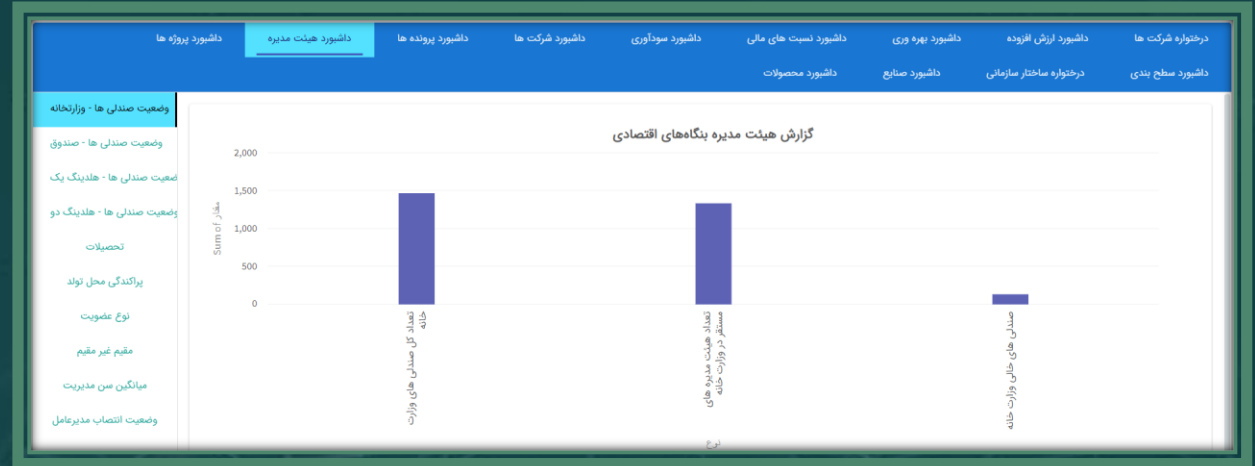 درختواره شرکت ها
داشبورد ارزش افزوده
داشبورد بهره وری
داشبورد نسبت های مالی
داشبورد سودآوری
داشبورد شرکت ها
داشبورد پرونده ها
داشبورد هیئت مدیره
داشبورد پروژه ها
داشبورد سطح بندی
درختواره ساختار سازمانی
داشبورد صنایع
داشبورد محصولات
وضعیت صندلی ها - وزارتخانه
وضعیت صندلی ها - صندوق
ضعیت صندلی ها - هلدینگ یک
وضعیت صندلی ها - هلدینگ دو
تحصیلات
پراکندگی محل تولد
نوع عضویت
مقیم غیر مقیم
میانگین سن مدیریت
وضعیت انتصاب مدیرعامل
گزارش هیئت مدیره بنگاه‌های اقتصادی
2,000
1,500
1,000
500
0
Sum of مقدار
تعداد کل صندلی های وزارت
خانه
تعداد هیئت مدیره های
مستقر در وزارت خانه
صندلی های خالی وزارت خانه